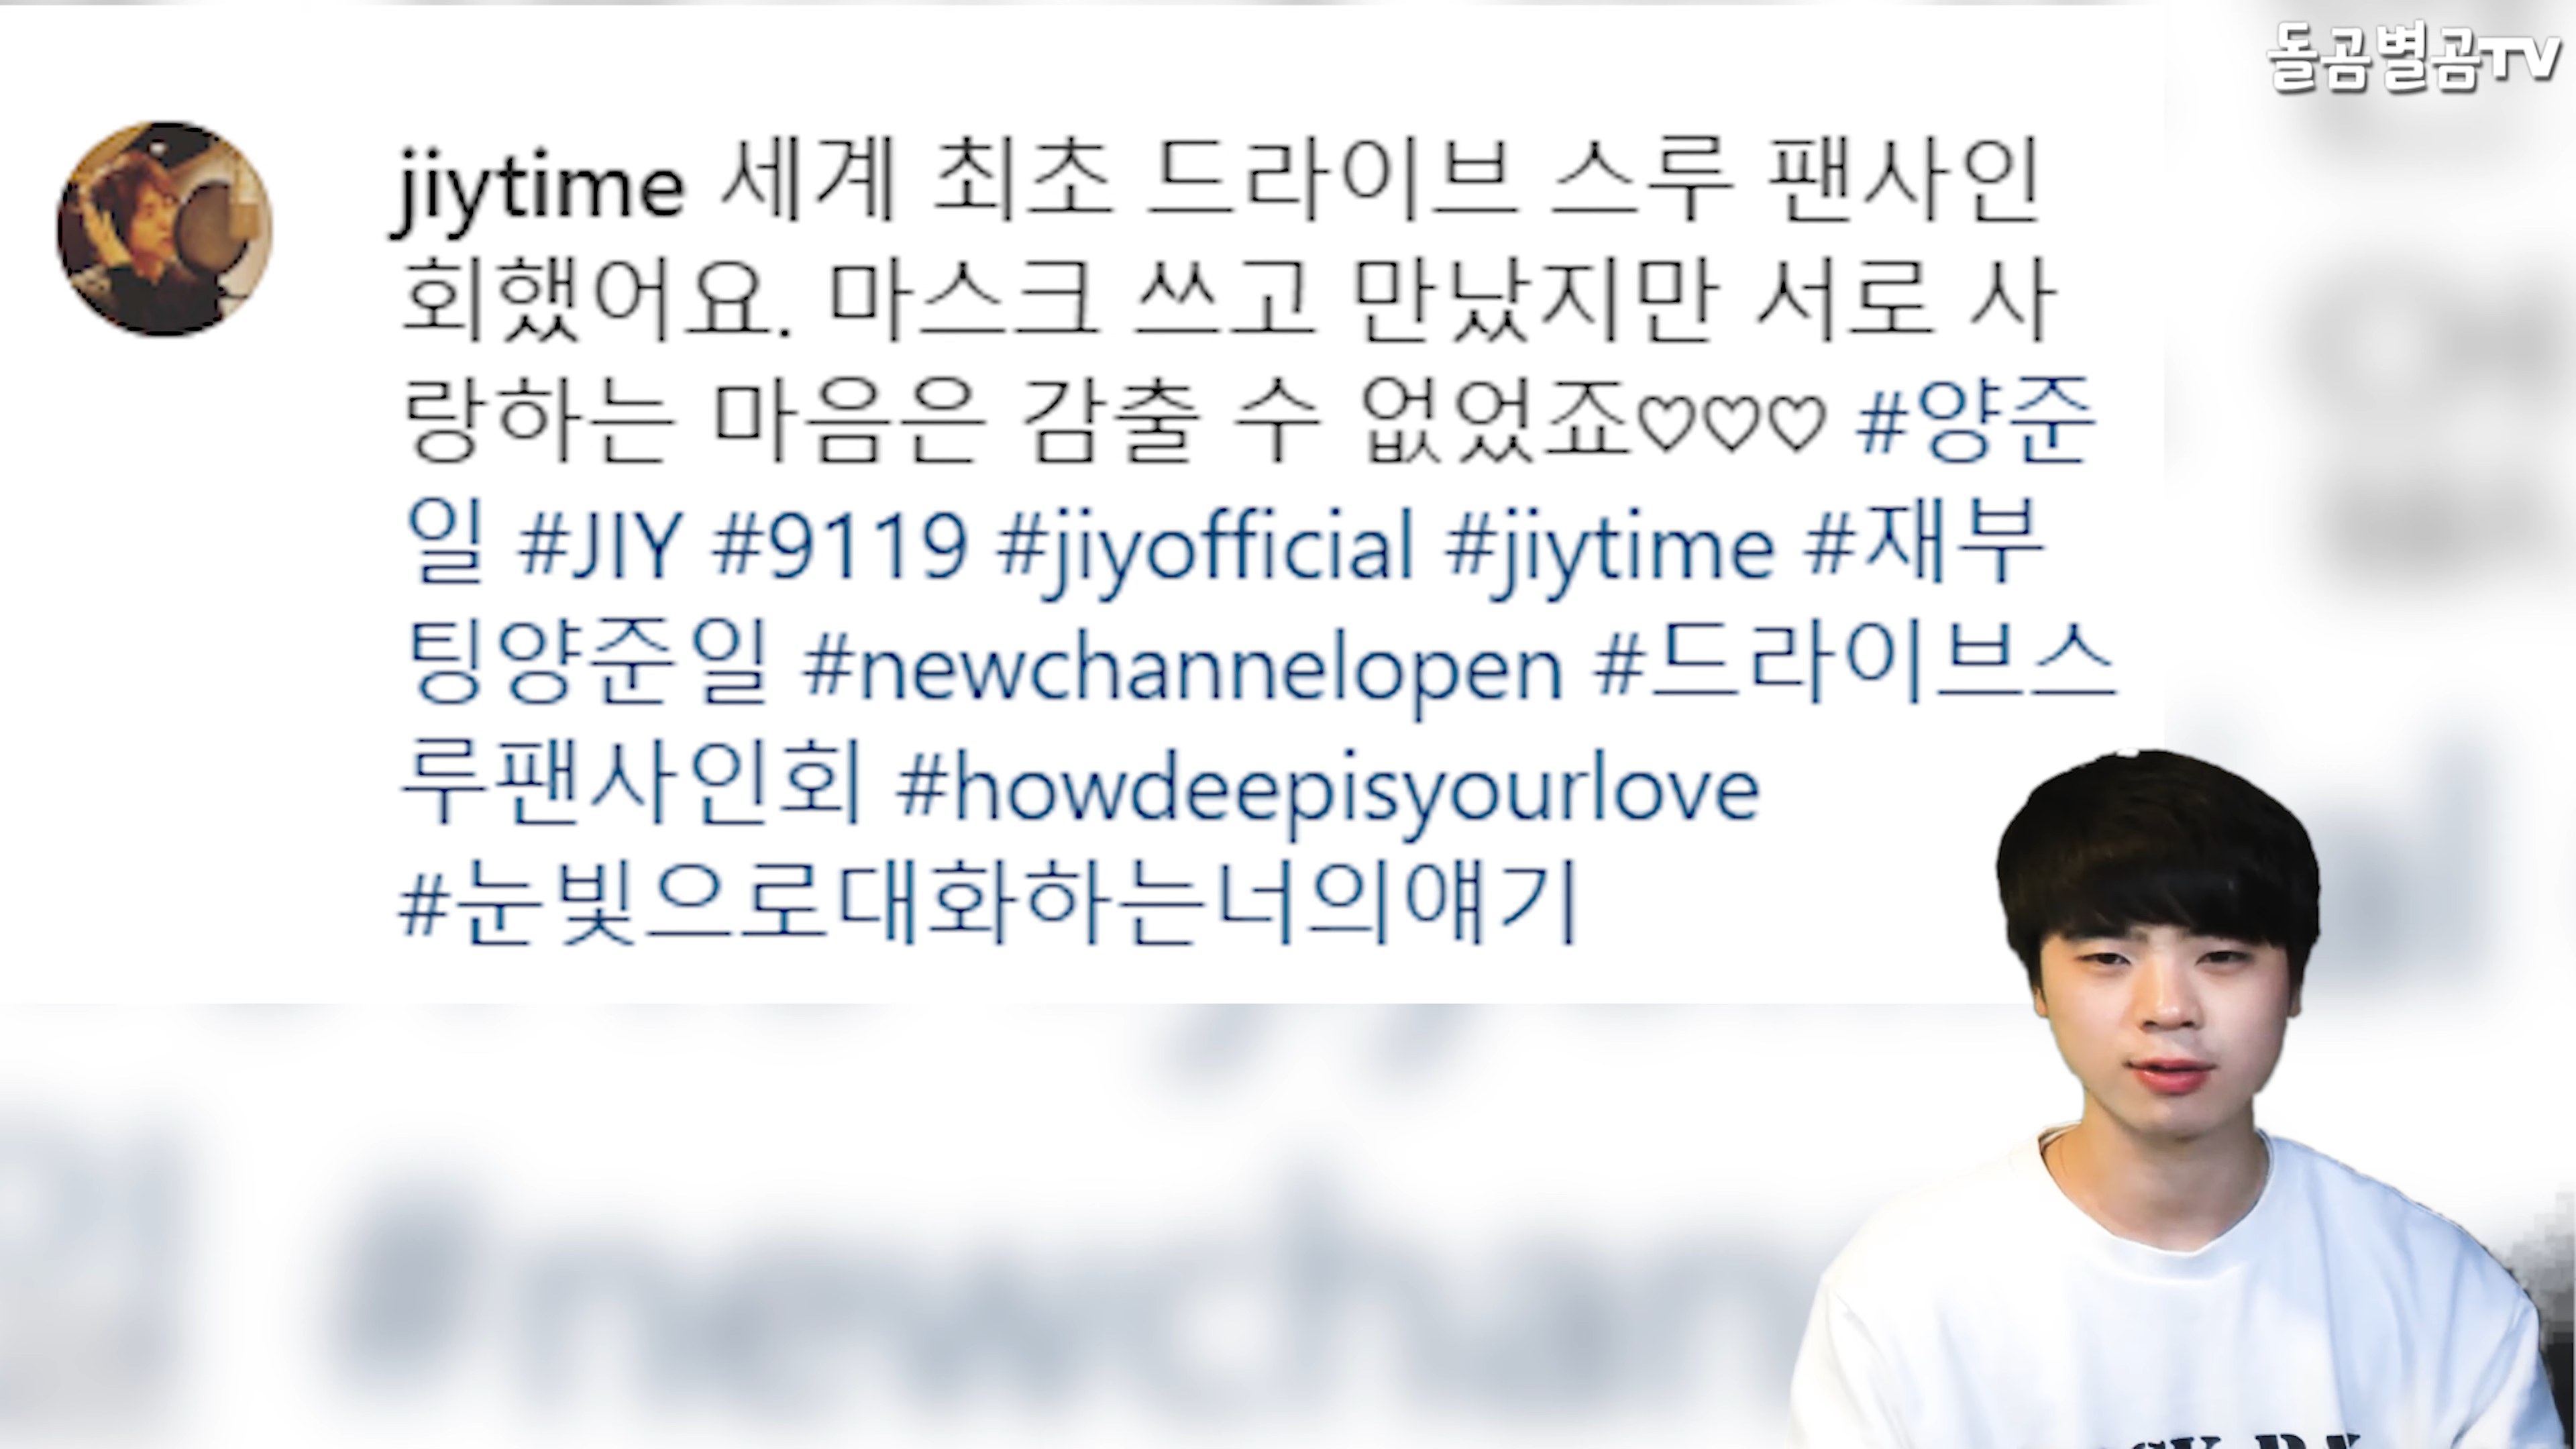 돌곰별곰TV
jiytime 세계 최초 드라이브 스루 팬사인
회했어요. 마스크 쓰고 만났지만 서로 사
랑하는 마음은 감출 수 없었죠♡♡♡ #양준
일 #JIY #9119 #jiyofficial #jiytime #재부
팅양준일 #newchannelopen #드라이브스
루팬사인회 #howdeepisyourlove
#눈빛으로대화하는너의얘기